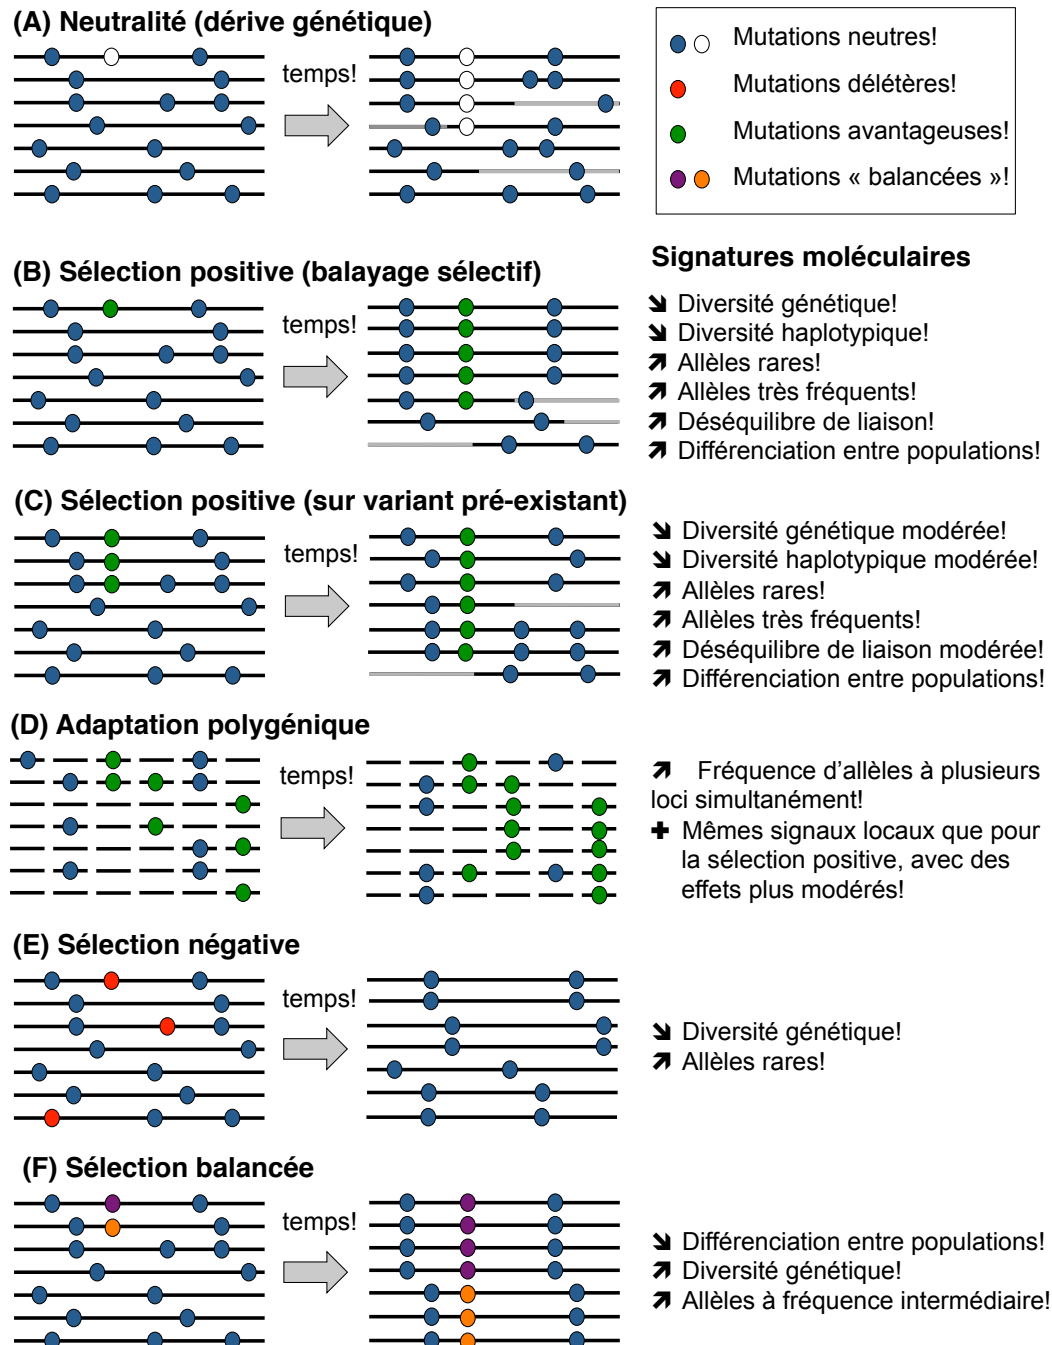 (A) Neutralité (dérive génétique)
temps!
Mutations neutres!
Mutations délétères!
Mutations avantageuses!
Mutations « balancées »!
(B) Sélection positive (balayage sélectif)
temps!
Signatures moléculaires
➘ Diversité génétique!
➘ Diversité haplotypique!
➚ Allèles rares!
➚ Allèles très fréquents!
➚ Déséquilibre de liaison!
➚ Différenciation entre populations!
(C) Sélection positive (sur variant pré-existant)
temps!
➘ Diversité génétique modérée!
➘ Diversité haplotypique modérée!
➚ Allèles rares!
➚ Allèles très fréquents!
➚ Déséquilibre de liaison modérée!
➚ Différenciation entre populations!
(D) Adaptation polygénique
temps!
➚ Fréquence d’allèles à plusieurs
loci simultanément!
✚ Mêmes signaux locaux que pour
la sélection positive, avec des
effets plus modérés!
(E) Sélection négative
temps!
➘ Diversité génétique!
➚ Allèles rares!
(F) Sélection balancée
temps!
➘ Différenciation entre populations!
➚ Diversité génétique!
➚ Allèles à fréquence intermédiaire!